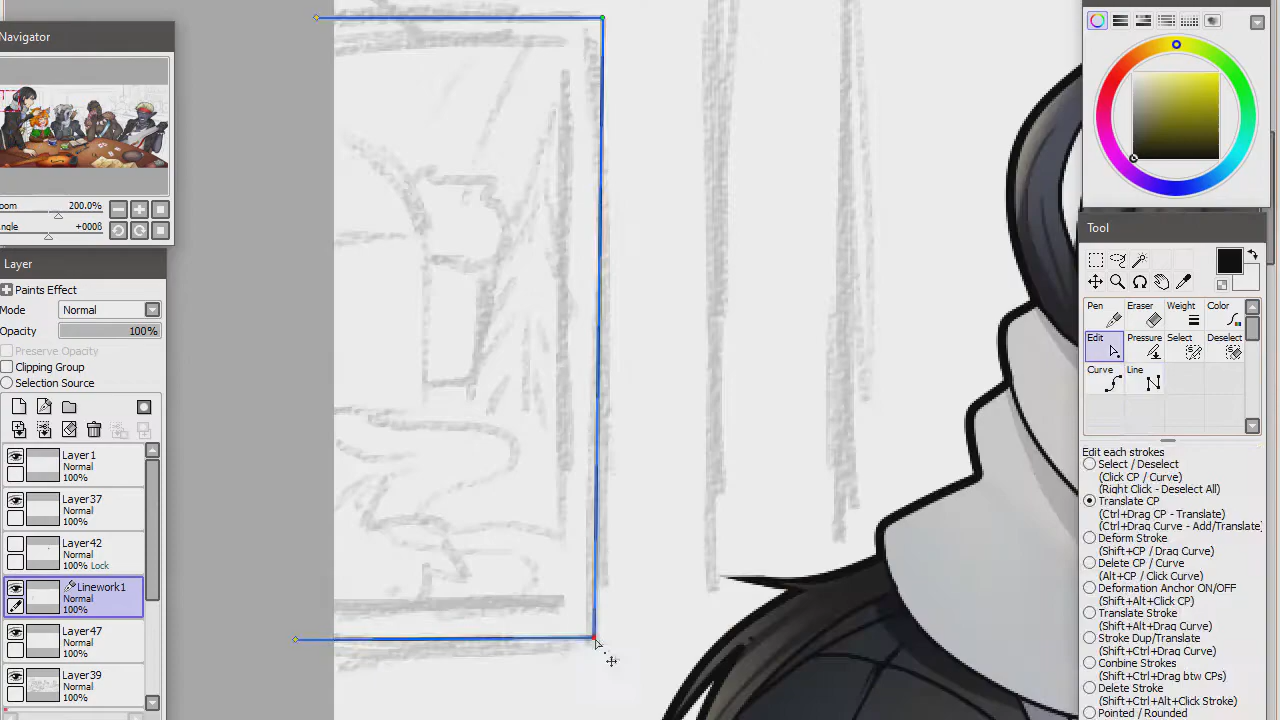 Navigator
oom 200.0%
Angle +0008
Layer
Paints Effect
Mode Normal
Opacity 100%
Preserve Opacity
Clipping Group
Selection Source
Layer1
Normal
100%
Layer37
Normal
100%
Layer42
Normal
100% Lock
Linework1
Normal
100%
Layer47
Normal
100%
Layer39
Normal
100%
Tool
Pen Eraser Weight Color
Edit Pressure Select Deselect
Curve Line
Edit each strokes
Select / Deselect
(Click CP / Curve)
(Right Click - Deselect All)
Translate CP
(Ctrl+Drag CP - Translate)
(Ctrl+Drag Curve - Add/Translate)
Deform Stroke
(Shift+CP / Drag Curve)
Delete CP / Curve
(Alt+CP / Click Curve)
Deformation Anchor ON/OFF
(Shift+Alt+Click CP)
Translate Stroke
(Shift+Alt+Drag Curve)
Stroke Dup/Translate
(Ctrl+Alt+Drag Curve)
Conbine Strokes
(Shift+Ctrl+Drag btw CPs)
Delete Stroke
(Shift+Ctrl+Alt+Click Stroke)
Pointed / Rounded